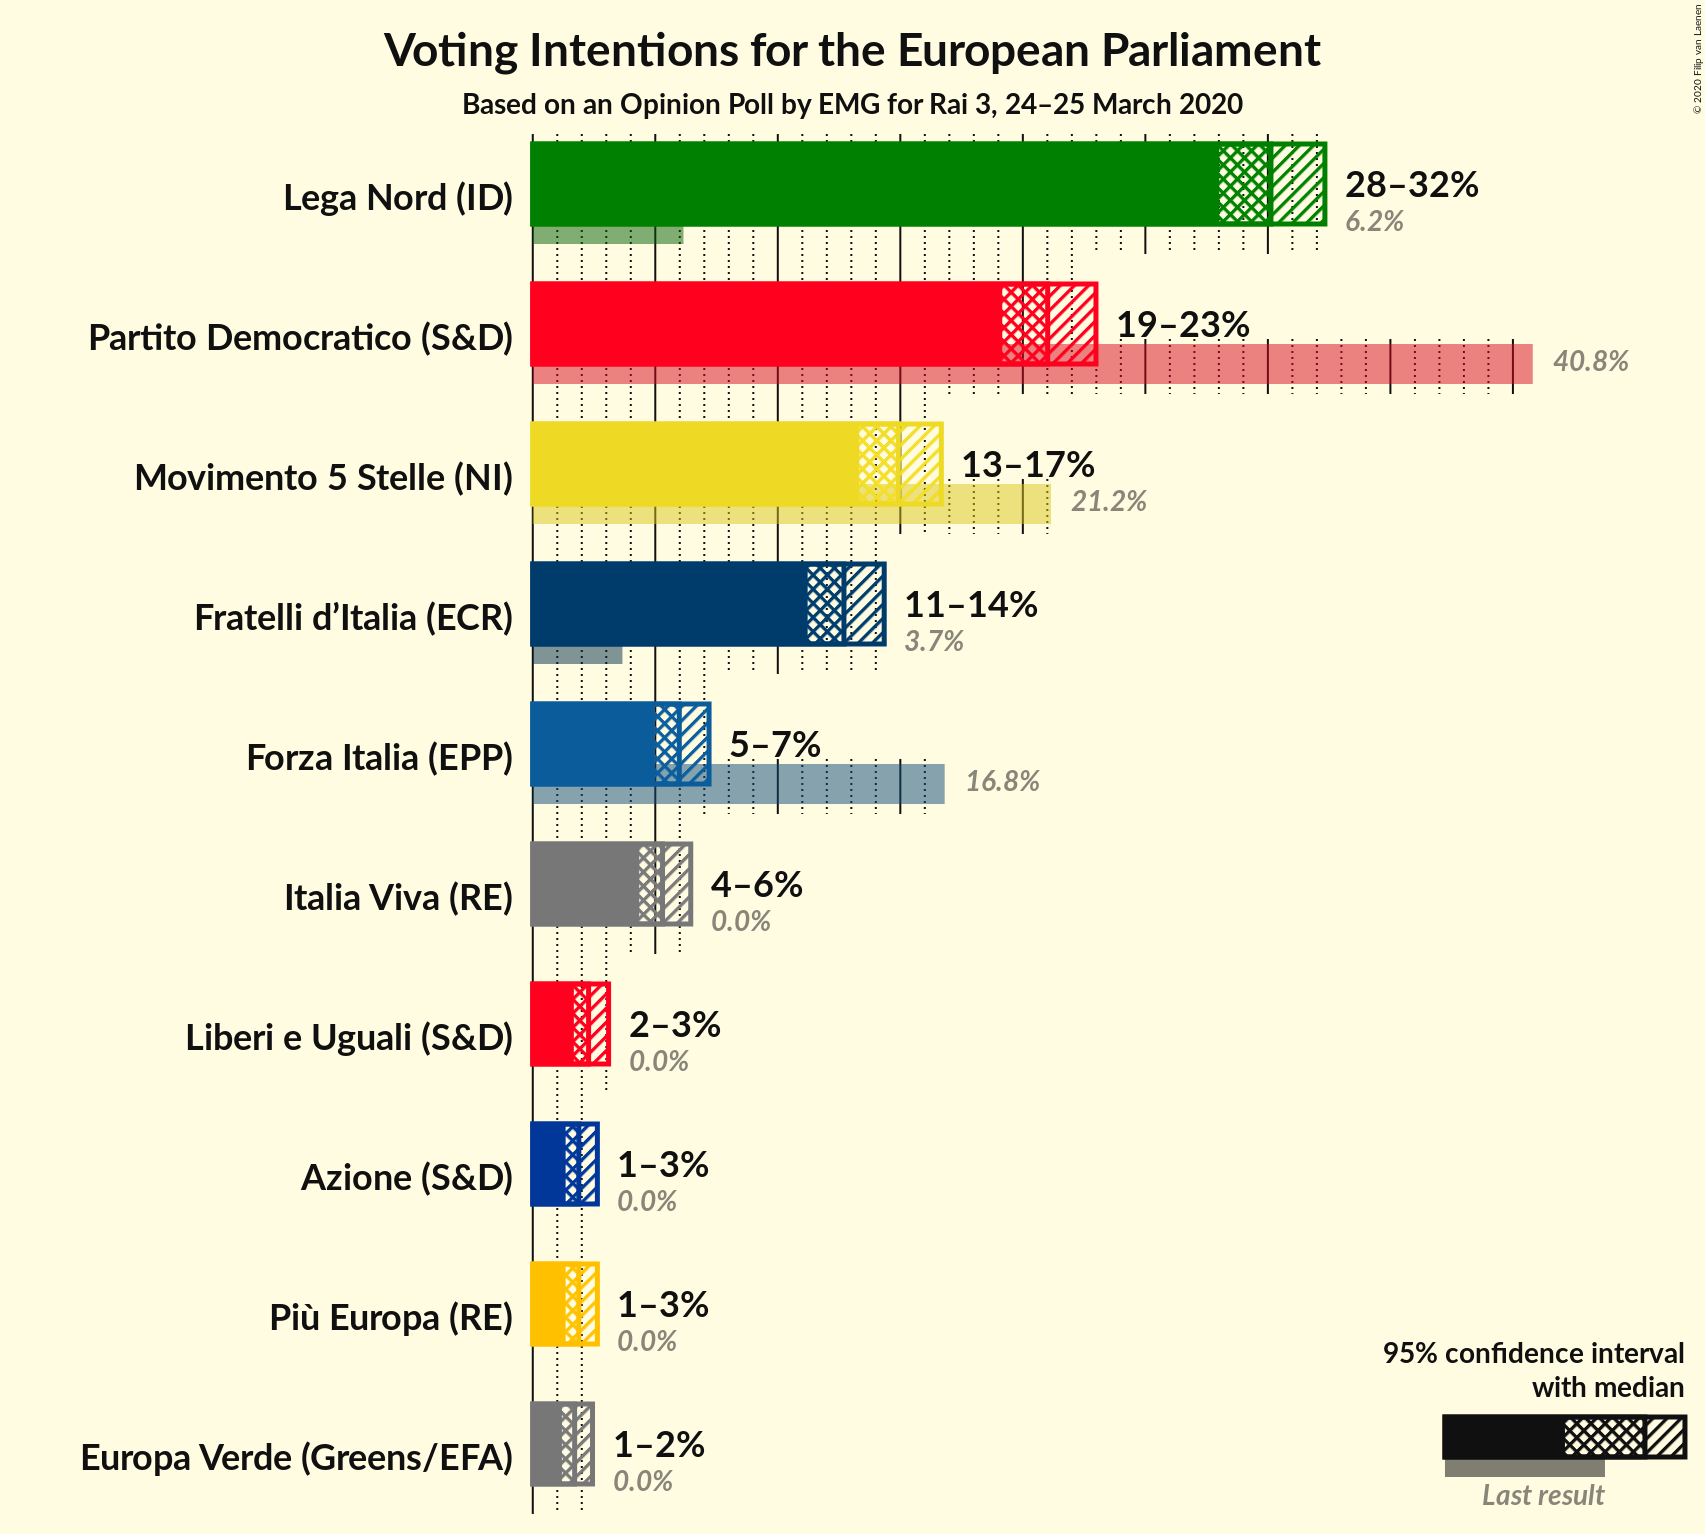 Voting Intentions for the European Parliament
Based on an Opinion Poll by EMG for Rai 3, 24–25 March 2020
© 2020 Filip van Laenen
Lega Nord (ID)
28–32%
6.2%
Partito Democratico (S&D)
19–23%
40.8%
Movimento 5 Stelle (NI)
13–17%
21.2%
Fratelli d’Italia (ECR)
11–14%
3.7%
Forza Italia (EPP)
5–7%
16.8%
Italia Viva (RE)
4–6%
0.0%
Liberi e Uguali (S&D)
2–3%
0.0%
Azione (S&D)
1–3%
0.0%
Più Europa (RE)
1–3%
0.0%
Europa Verde (Greens/EFA)
1–2%
0.0%
95% confidence interval
with median
Last result